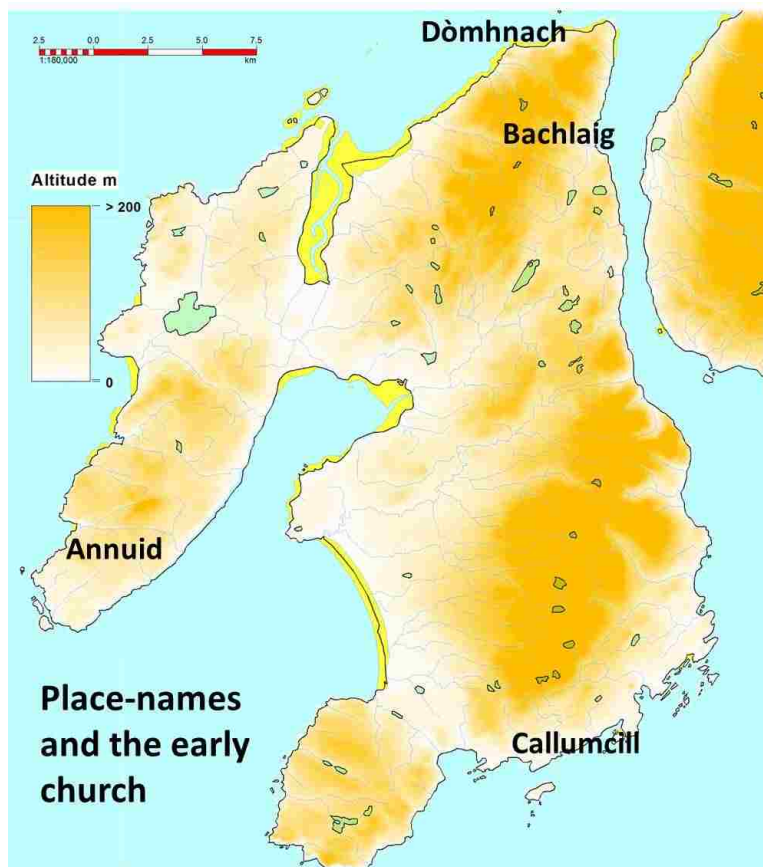 Dòmhnach
2.5 0.0 2.5 5.0 7.5
1:180,000 km
Bachlaig
Altitude m
> 200
0
Annuid
Place-names
and the early
church
Callumcill